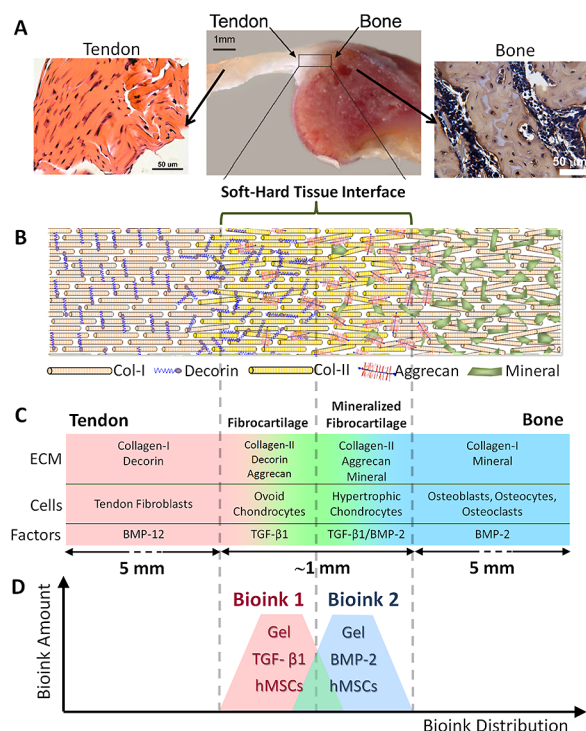 A
Tendon
1mm
Tendon
Bone
Bone
50 um
50 um
Soft-Hard Tissue Interface
B
Col-I
Decorin
Col-II
Aggrecan
Mineral
C
Tendon
Fibrocartilage
Mineralized
Fibrocartilage
Bone
ECM
Collagen-I
Decorin
Collagen-II
Decorin
Aggrecan
Collagen-II
Aggrecan
Mineral
Collagen-I
Mineral
Cells
Tendon Fibroblasts
Ovoid
Chondrocytes
Hypertrophic
Chondrocytes
Osteoblasts, Osteocytes,
Osteoclasts
Factors
BMP-12
TGF-β1
TGF-β1/BMP-2
BMP-2
5 mm
~1 mm
5 mm
D
Bioink Amount
Bioink 1
Gel
TGF- β1
hMSCs
Bioink 2
Gel
BMP-2
hMSCs
Bioink Distribution